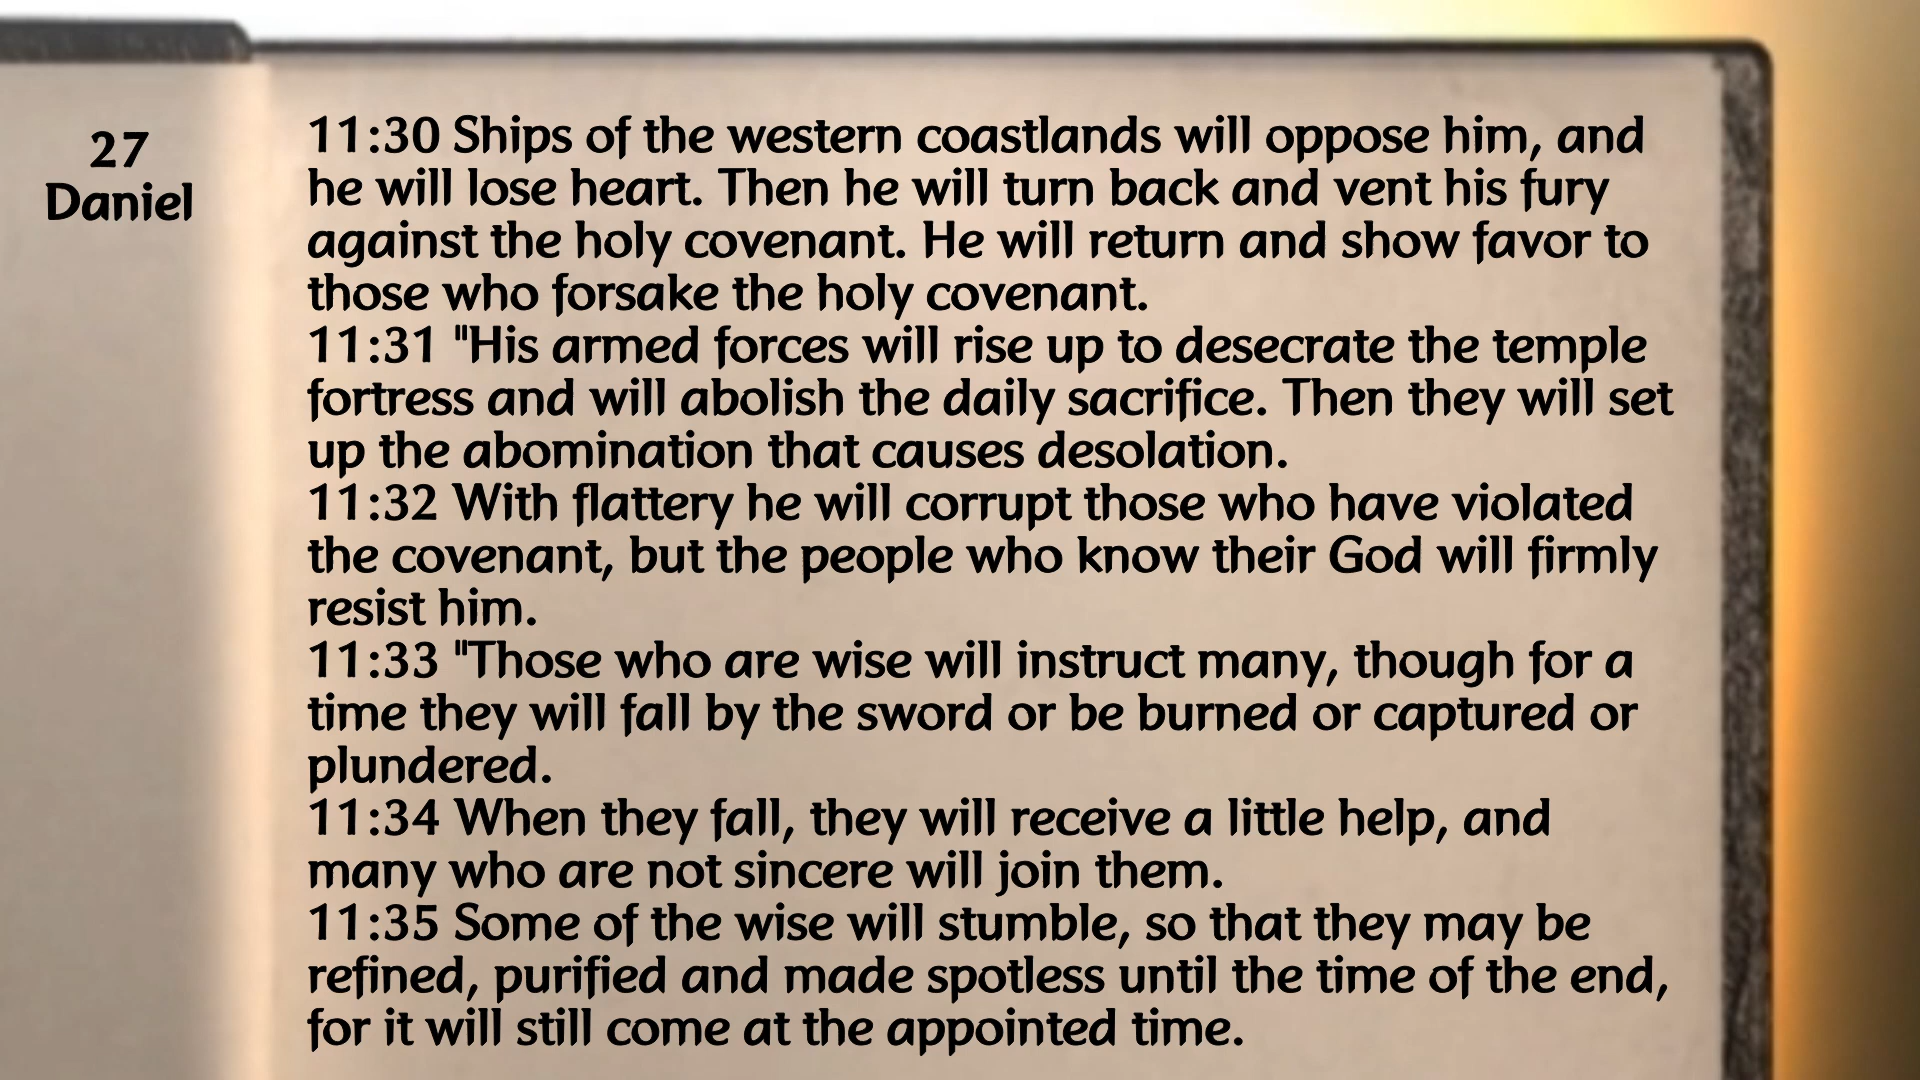 27
Daniel
11:30 Ships of the western coastlands will oppose him, and
he will lose heart. Then he will turn back and vent his fury
against the holy covenant. He will return and show favor to
those who forsake the holy covenant.
11:31 "His armed forces will rise up to desecrate the temple
fortress and will abolish the daily sacrifice. Then they will set
up the abomination that causes desolation.
11:32 With flattery he will corrupt those who have violated
the covenant, but the people who know their God will firmly
resist him.
11:33 "Those who are wise will instruct many, though for a
time they will fall by the sword or be burned or captured or
plundered.
11:34 When they fall, they will receive a little help, and
many who are not sincere will join them.
11:35 Some of the wise will stumble, so that they may be
refined, purified and made spotless until the time of the end,
for it will still come at the appointed time.